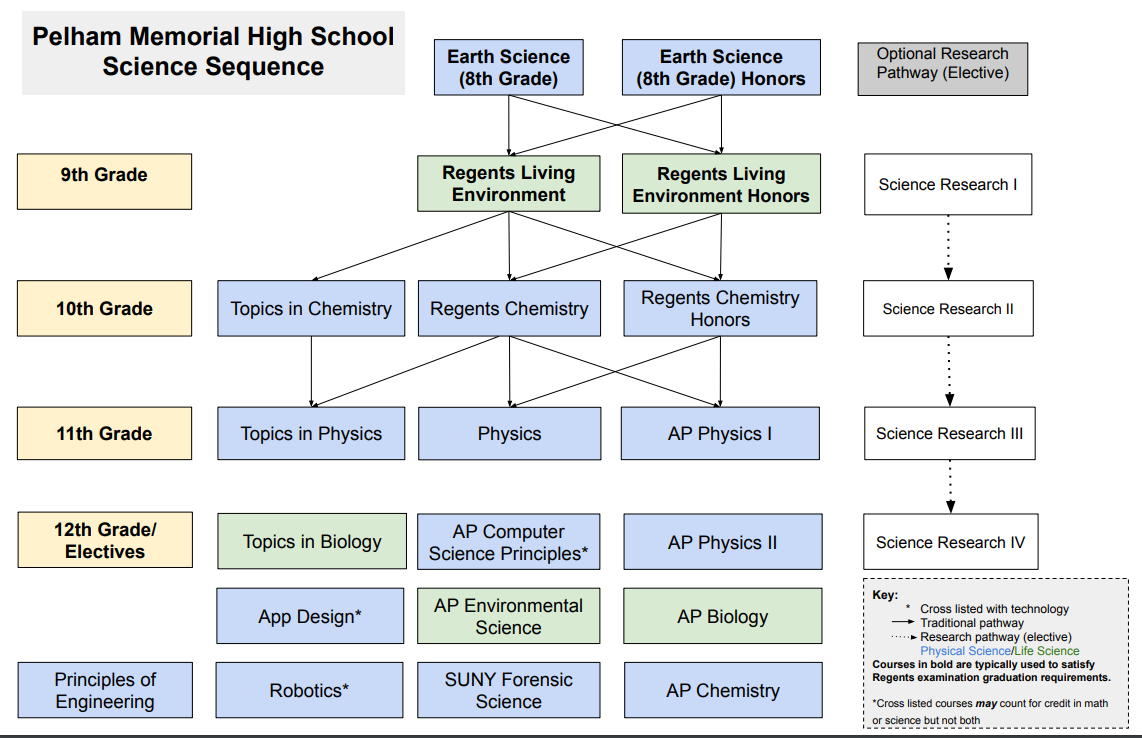 Pelham Memorial High School
Science Sequence
Earth Science
(8th Grade)
Earth Science
(8th Grade) Honors
Optional Research
Pathway (Elective)
9th Grade
Regents Living
Environment
Regents Living
Environment Honors
Science Research I
10th Grade
Topics in Chemistry
Regents Chemistry
Regents Chemistry
Honors
Science Research II
11th Grade
Topics in Physics
Physics
AP Physics I
Science Research III
12th Grade/
Electives
Topics in Biology
AP Computer
Science Principles*
AP Physics II
Science Research IV
App Design*
AP Environmental
Science
AP Biology
Principles of
Engineering
Robotics*
SUNY Forensic
Science
AP Chemistry
Key:
* Cross listed with technology
Traditional pathway
Research pathway (elective)
Physical Science/Life Science
Courses in bold are typically used to satisfy
Regents examination graduation requirements.
*Cross listed courses may count for credit in math
or science but not both